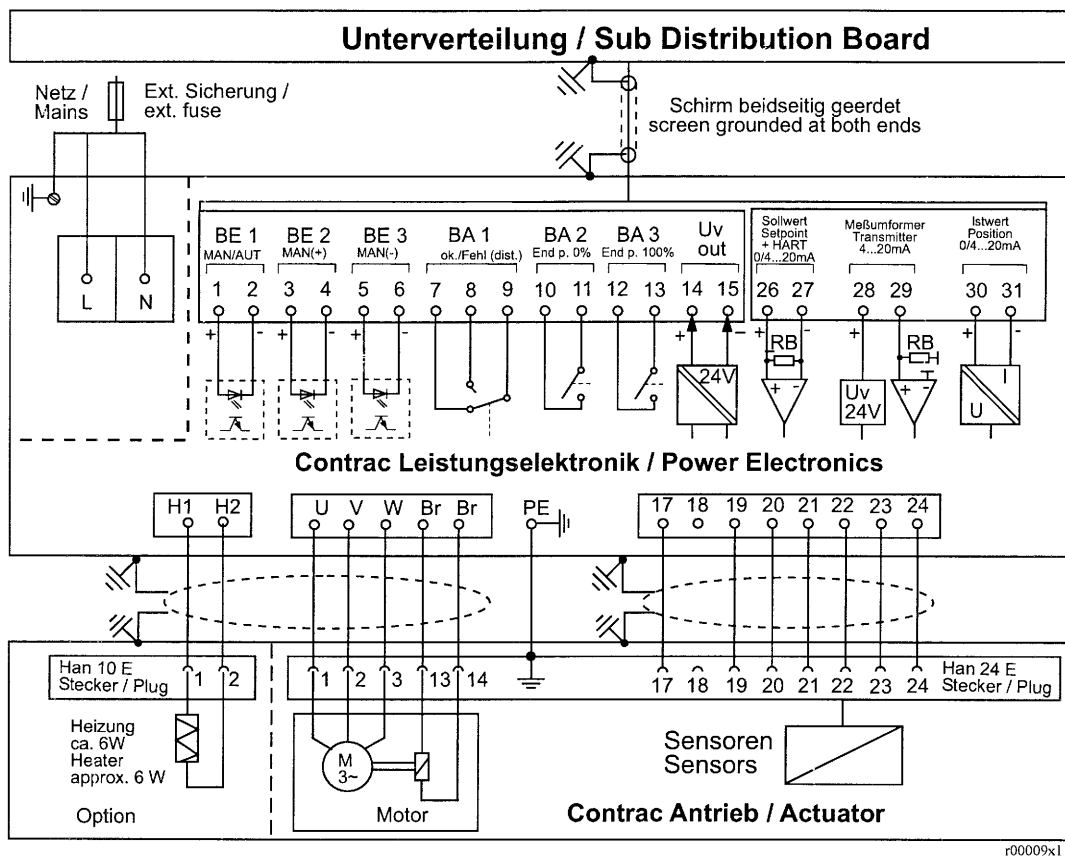 Unterverteilung / Sub Distribution Board
Netz /
Mains
Ext. Sicherung /
ext. fuse
Schirm beidseitig geerdet
screen grounded at both ends
L N
BE 1
MAN/AUT
BE 2
MAN(+)
BE 3
MAN(-)
BA 1
ok./Fehl (dist.)
BA 2
End p. 0%
BA 3
End p. 100%
Uv
out
Sollwert
Setpoint
+ HART
0/4...20mA
Meßumformer
Transmitter
4...20mA
Istwert
Position
0/4...20mA
1 2 3 4 5 6 7 8 9 10 11 12 13 14 15 26 27 28 29 30 31
+ - + - + - + - + - + + -
RB RB
24V
+ -
Uv
24V
+ -
I
U
Contrac Leistungselektronik / Power Electronics
H1 H2
U V W Br Br
PE
17 18 19 20 21 22 23 24
Han 10 E
Stecker / Plug
1 2
1 2 3 13 14
17 18 19 20 21 22 23 24
Han 24 E
Stecker / Plug
Heizung
ca. 6W
Heater
approx. 6 W
Option
M
3~
Motor
Sensoren
Sensors
Contrac Antrieb / Actuator
r00009x1